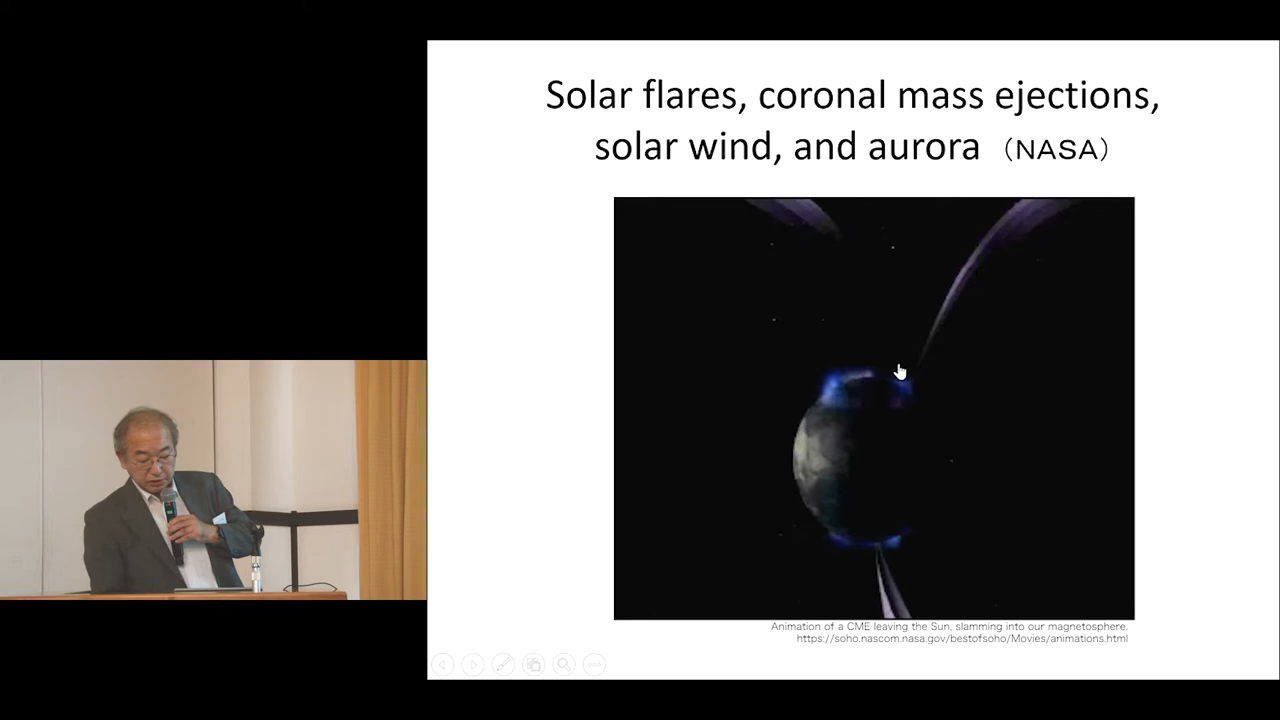 Solar flares, coronal mass ejections,
solar wind, and aurora （NASA）
Animation of a CME leaving the Sun, slamming into our magnetosphere.
https://soho.nascom.nasa.gov/bestofsoho/Movies/animations.html